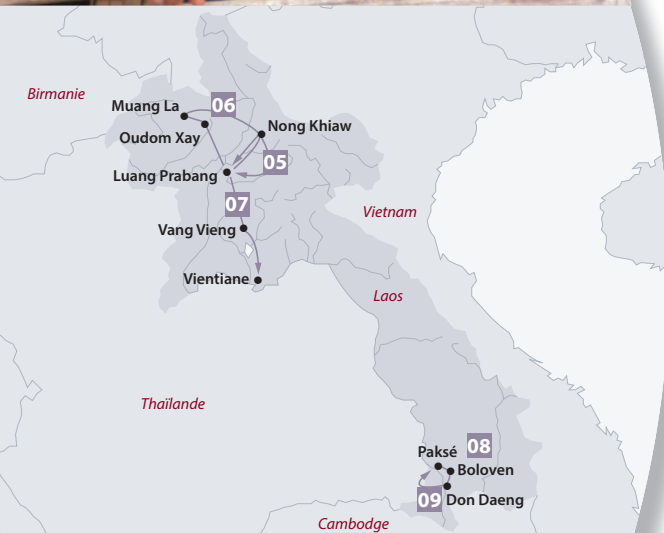 Birmanie
Muang La
06
Oudom Xay
Nong Khiaw
05
Luang Prabang
07
Vietnam
Vang Vieng
Vientiane
Laos
Thaïlande
08
Paksé
Boloven
09
Don Daeng
Cambodge